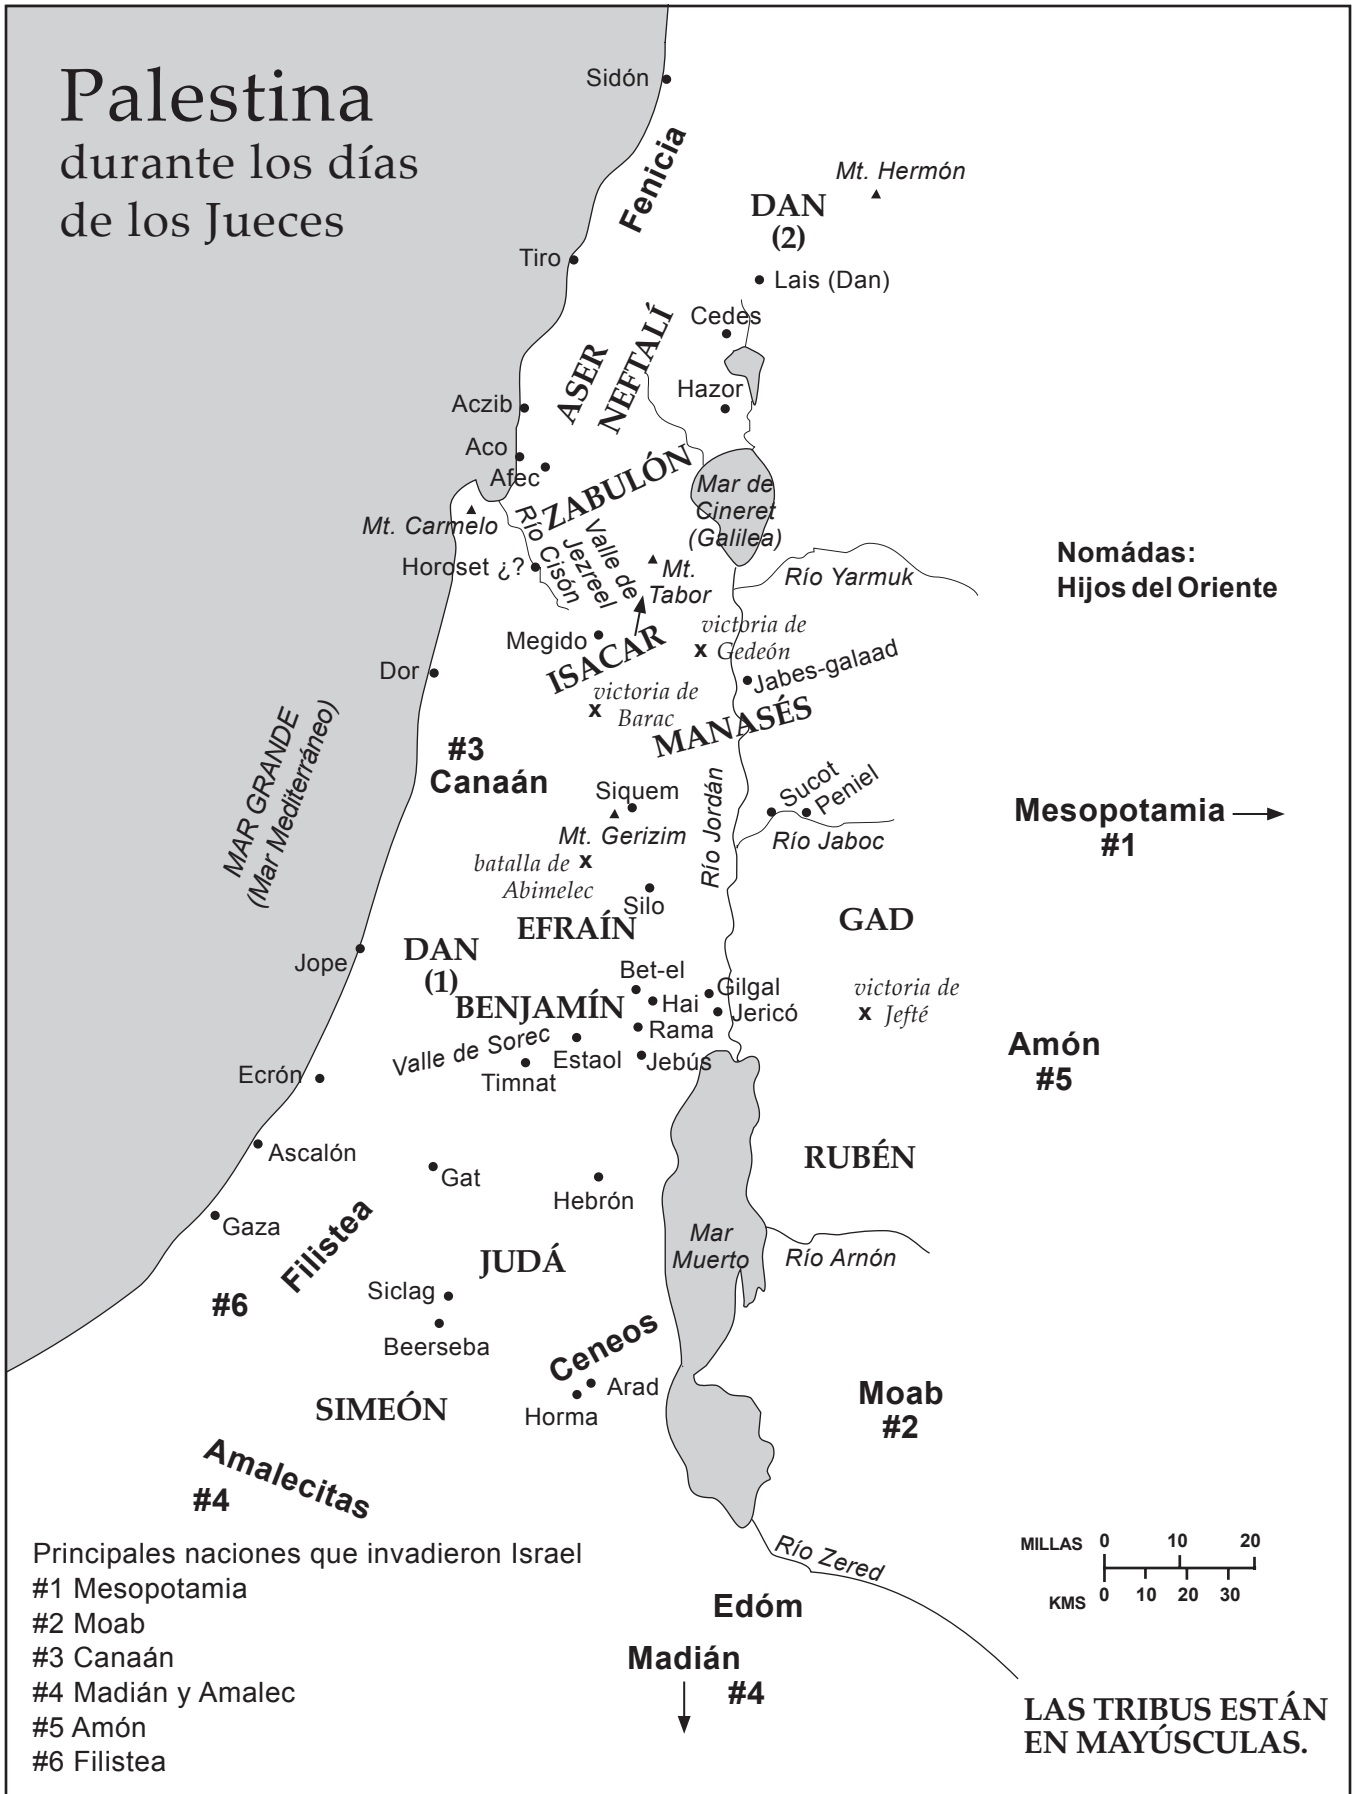 Palestina
durante los días
de los Jueces
Sidón
Fenicia
Mt. Hermón
DAN
(2)
Tiro
Lais (Dan)
Cedes
ASER
NEFTALÍ
Hazor
Aczib
Aco
Afec
ZABULÓN
Mar de
Cineret
(Galilea)
Mt. Carmelo
Río Cisón
Valle de
Jezreel
Horoset ¿?
Mt.
Tabor
Río Yarmuk
Nomádas:
Hijos del Oriente
Megido
ISACAR
victoria de
x Gedeón
Dor
Jabes-galaad
victoria de
x Barac
MANASÉS
MAR GRANDE
(Mar Mediterráneo)
#3
Canaán
Siquem
Mt. Gerizim
Río Jordán
Sucot
Peniel
Río Jaboc
Mesopotamia
#1
batalla de x
Abimelec
Silo
EFRAÍN
GAD
Jope
DAN
(1)
Bet-el
Hai
Gilgal
Jericó
BENJAMÍN
Rama
victoria de
x Jefté
Valle de Sorec
Estaol
Jebús
Timnat
Amón
#5
Ecrón
Ascalón
Gat
Hebrón
RUBÉN
Gaza
Filistea
#6
JUDÁ
Mar
Muerto
Río Arnón
Siclag
Beerseba
Ceneos
Arad
Horma
SIMEÓN
Moab
#2
Amalecitas
#4
Principales naciones que invadieron Israel
#1 Mesopotamia
#2 Moab
#3 Canaán
#4 Madián y Amalec
#5 Amón
#6 Filistea
Río Zered
Edóm
Madián
#4
MILLAS 0 10 20
KMS 0 10 20 30
LAS TRIBUS ESTÁN
EN MAYÚSCULAS.